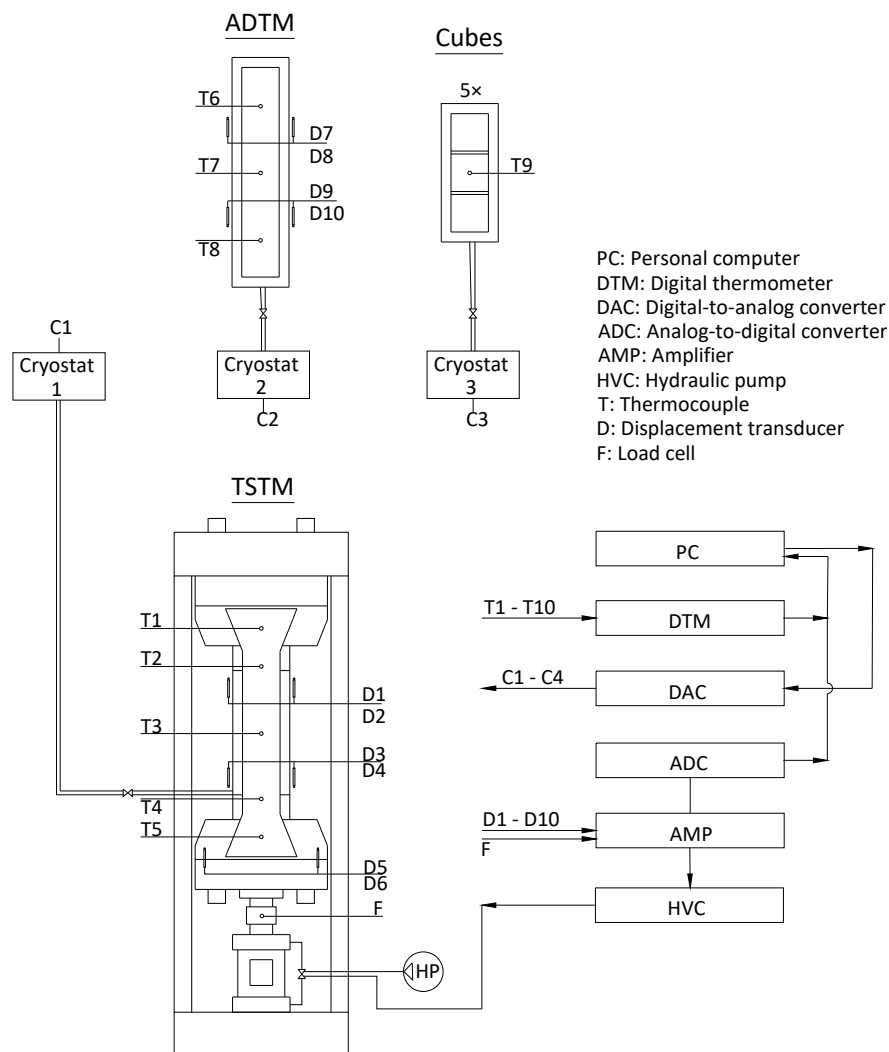 ADTM
Cubes
5×
T6
D7
D8
T7
T9
D9
D10
T8
PC: Personal computer
DTM: Digital thermometer
DAC: Digital-to-analog converter
ADC: Analog-to-digital converter
AMP: Amplifier
HVC: Hydraulic pump
T: Thermocouple
D: Displacement transducer
F: Load cell
C1
Cryostat
1
Cryostat
2
Cryostat
3
C2
C3
TSTM
PC
T1
T1 - T10
DTM
T2
C1 - C4
DAC
D1
D2
T3
D3
D4
ADC
T4
D1 - D10
F
AMP
T5
D5
D6
F
HVC
HP